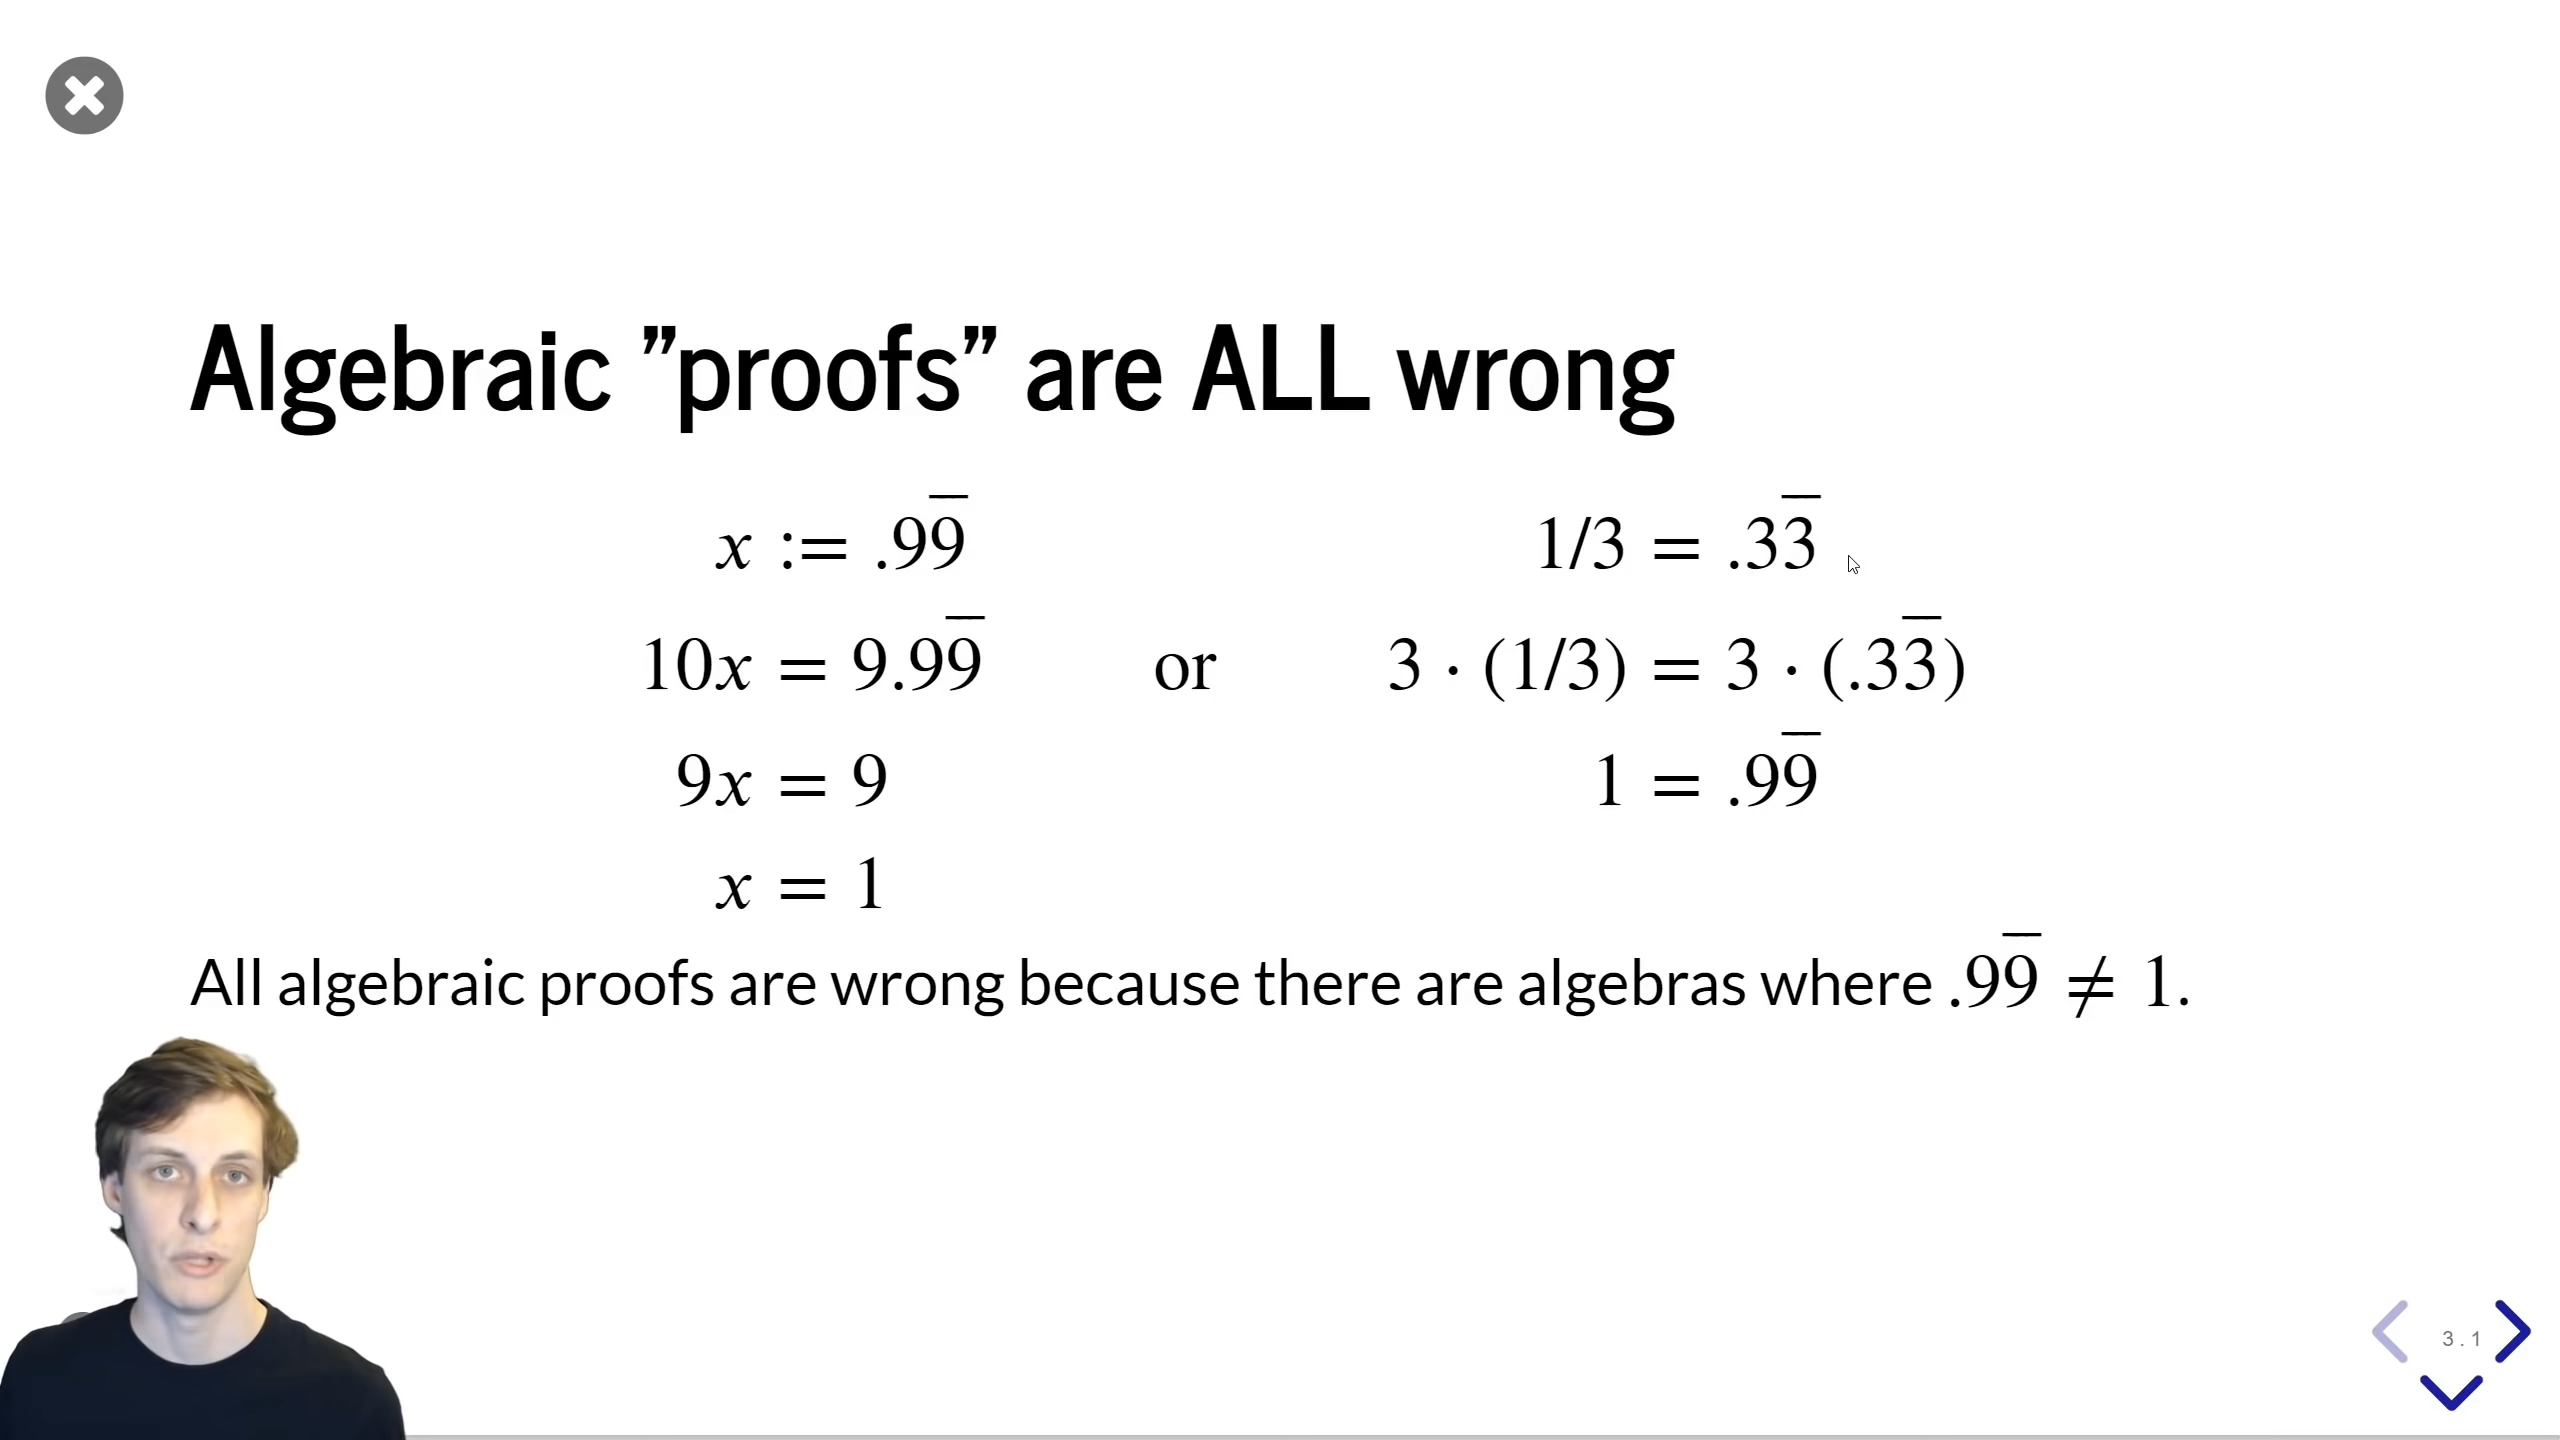 Algebraic ”proofs” are ALL wrong
x := .99̅
10x = 9.99̅
9x = 9
x = 1
or
1/3 = .33̅
3 · (1/3) = 3 · (.33̅)
1 = .99̅
All algebraic proofs are wrong because there are algebras where .99̅ ≠ 1.
3.1